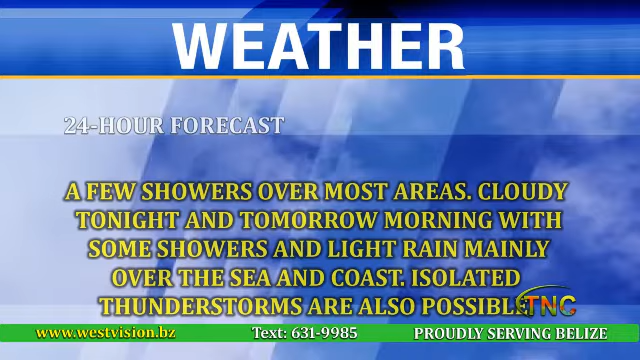 WEATHER
24-HOUR FORECAST
A FEW SHOWERS OVER MOST AREAS. CLOUDY
TONIGHT AND TOMORROW MORNING WITH
SOME SHOWERS AND LIGHT RAIN MAINLY
OVER THE SEA AND COAST. ISOLATED
THUNDERSTORMS ARE ALSO POSSIBLE
TNC
www.westvision.bz Text: 631-9985 PROUDLY SERVING BELIZE